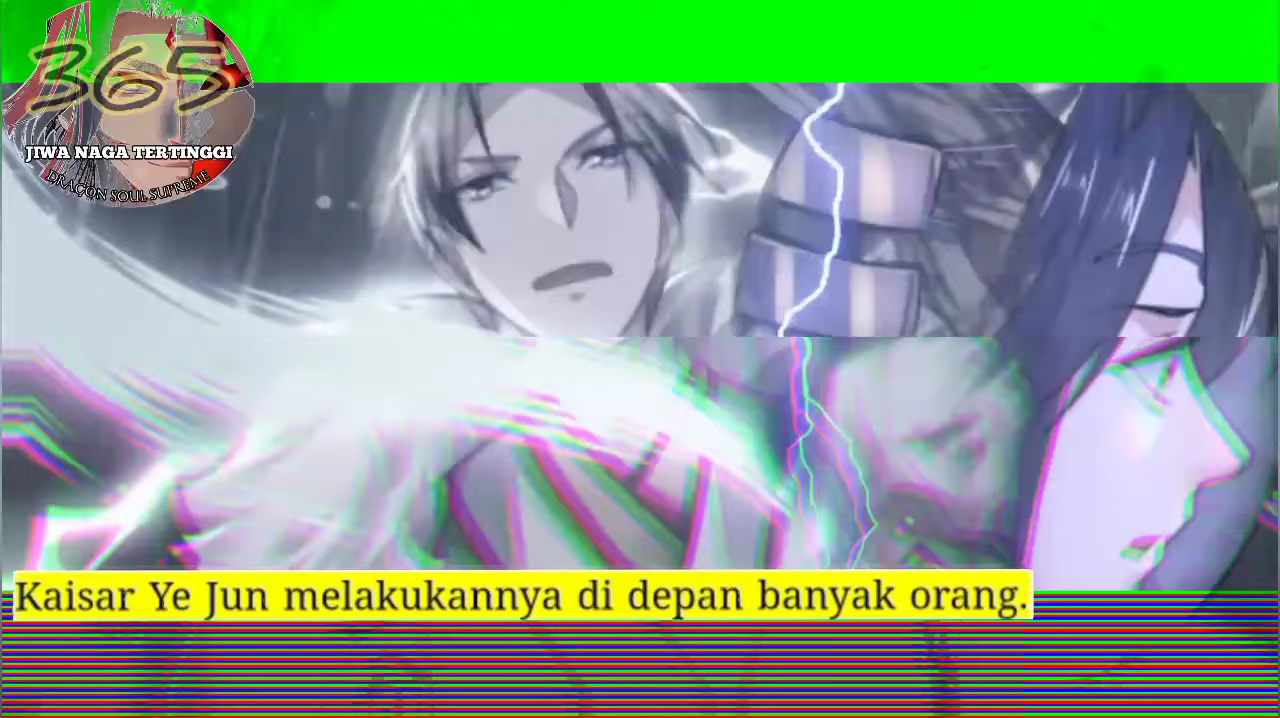 365
JIWA NAGA TERTINGGI
DRAGON SOUL SUPREME
Kaisar Ye Jun melakukannya di depan banyak orang.